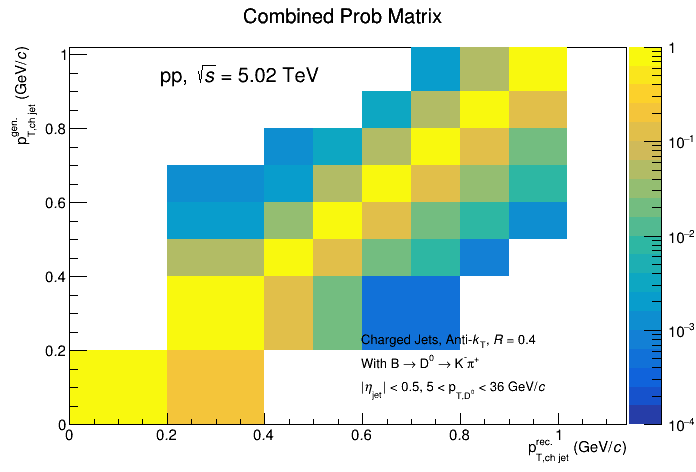 Combined Prob Matrix
p^gen._T,ch jet (GeV/c)
pp, √s = 5.02 TeV
1
0.8
0.6
0.4
0.2
0
Charged Jets, Anti-k_T, R = 0.4
With B → D^0 → K^-π^+
|η_jet| < 0.5, 5 < p_T,D^0 < 36 GeV/c
0 0.2 0.4 0.6 0.8 1
p^rec._T,ch jet (GeV/c)
1
10^-1
10^-2
10^-3
10^-4